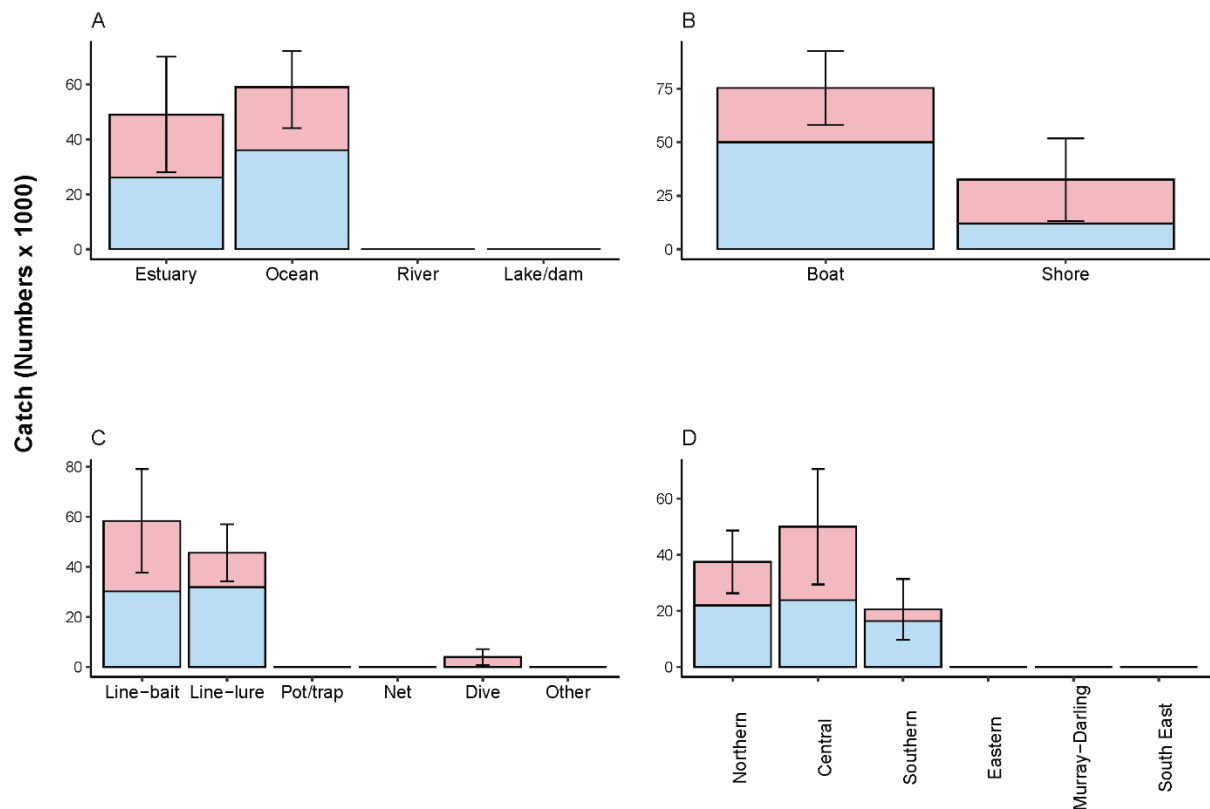 Catch (Numbers x 1000)
A
60
40
20
0
Estuary
Ocean
River
Lake/dam
B
75
50
25
0
Boat
Shore
C
80
60
40
20
0
Line−bait
Line−lure
Pot/trap
Net
Dive
Other
D
60
40
20
0
Northern
Central
Southern
Eastern
Murray−Darling
South East